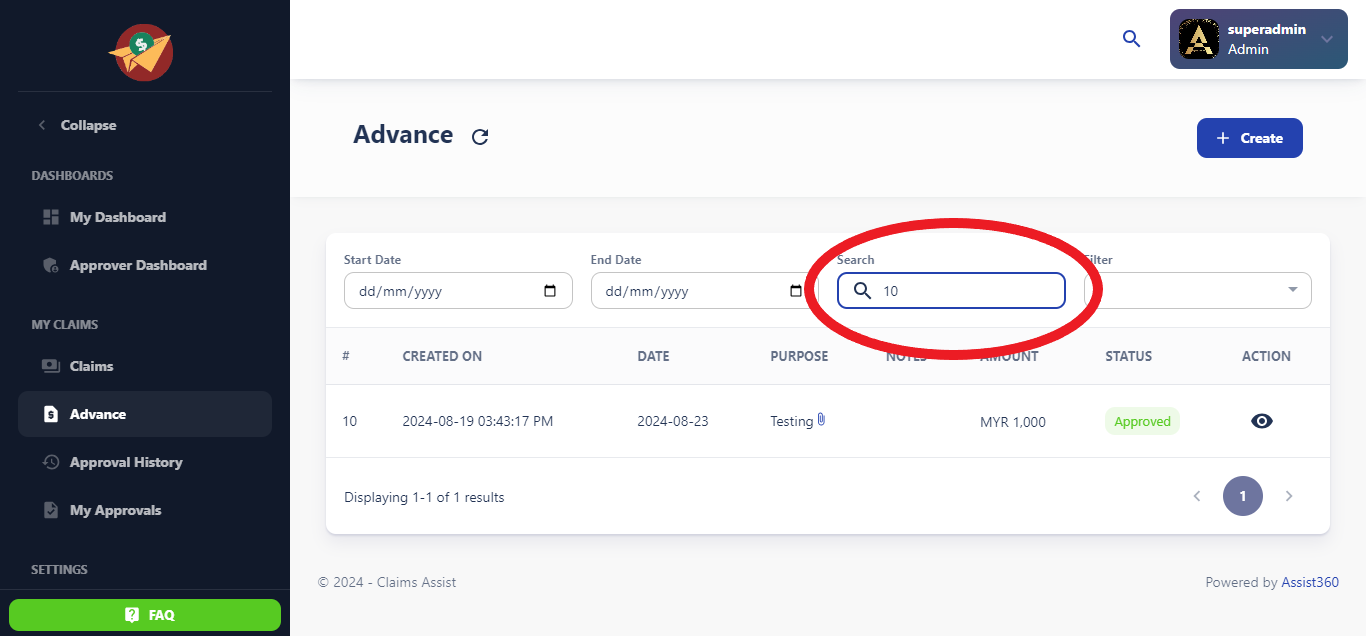 superadmin
Admin
Collapse
DASHBOARDS
My Dashboard
Approver Dashboard
MY CLAIMS
Claims
Advance
Approval History
My Approvals
SETTINGS
FAQ
Advance
+ Create
Start Date End Date Search Filter
dd/mm/yyyy dd/mm/yyyy 10
# CREATED ON DATE PURPOSE NOTES AMOUNT STATUS ACTION
10 2024-08-19 03:43:17 PM 2024-08-23 Testing MYR 1,000 Approved
Displaying 1-1 of 1 results 1
© 2024 - Claims Assist Powered by Assist360